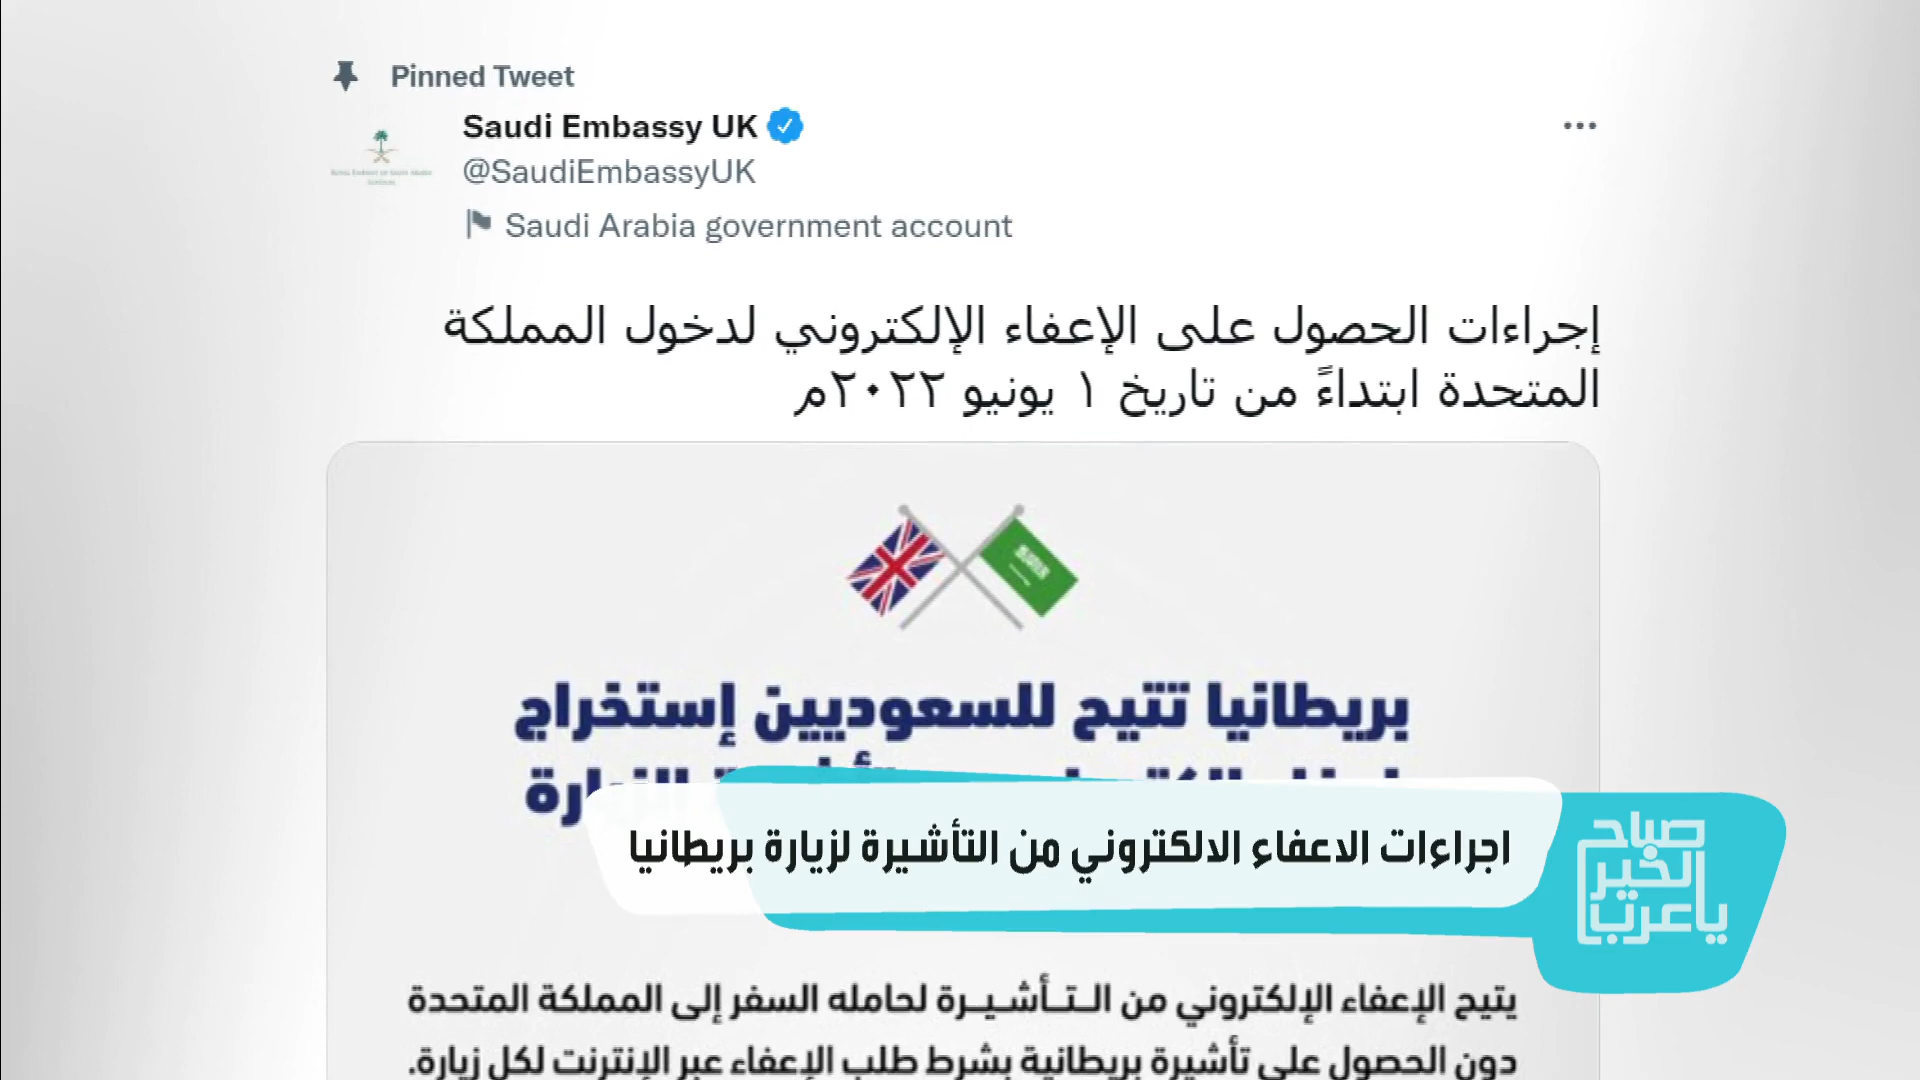 Pinned Tweet
Saudi Embassy UK
@SaudiEmbassyUK
Saudi Arabia government account
إجراءات الحصول على الإعفاء الإلكتروني لدخول المملكة
المتحدة ابتداءً من تاريخ ١ يونيو ٢٠٢٢م
بريطانيا تتيح للسعوديين إستخراج
اجراءات الاعفاء الالكتروني من التأشيرة لزيارة بريطانيا
صباح
الخير
ياعرب
يتيح الإعفاء الإلكتروني من الـتـأشـيـرة لحامله السفر إلى المملكة المتحدة
دون الحصول على تأشيرة بريطانية بشرط طلب الإعفاء عبر الإنترنت لكل زيارة.